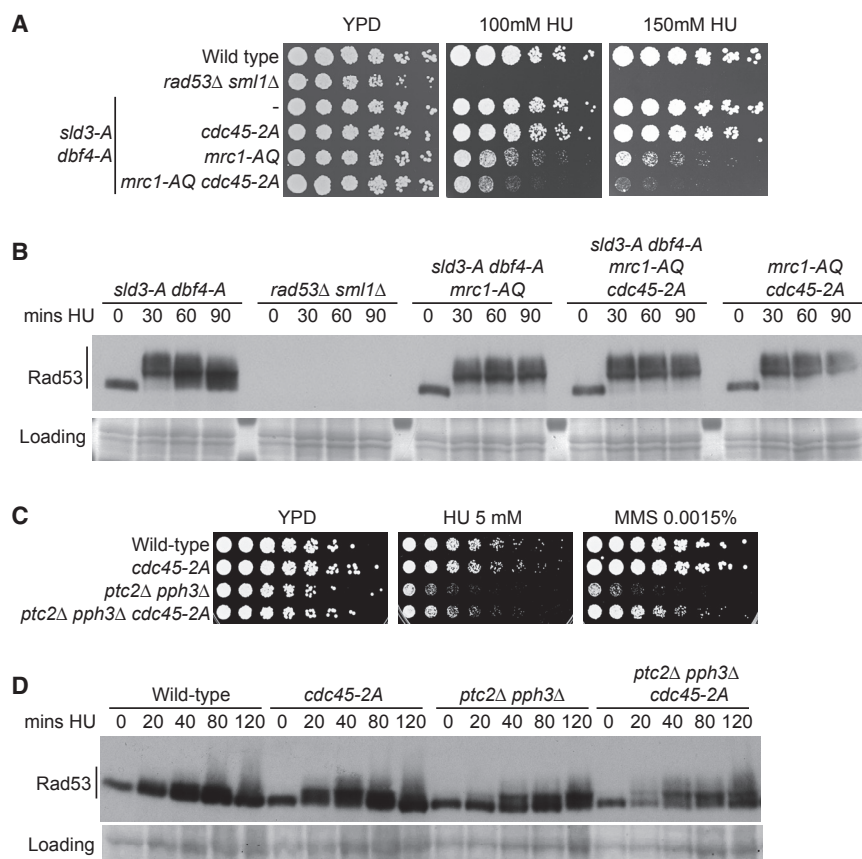 A
YPD 100mM HU 150mM HU
Wild type
rad53Δ sml1Δ
sld3-A
dbf4-A
-
cdc45-2A
mrc1-AQ
mrc1-AQ cdc45-2A
B
sld3-A dbf4-A
rad53Δ sml1Δ
sld3-A dbf4-A
mrc1-AQ
sld3-A dbf4-A
mrc1-AQ
cdc45-2A
mrc1-AQ
cdc45-2A
mins HU 0 30 60 90 0 30 60 90 0 30 60 90 0 30 60 90 0 30 60 90
Rad53
Loading
C
YPD HU 5 mM MMS 0.0015%
Wild-type
cdc45-2A
ptc2Δ pph3Δ
ptc2Δ pph3Δ cdc45-2A
D
Wild-type
cdc45-2A
ptc2Δ pph3Δ
ptc2Δ pph3Δ
cdc45-2A
mins HU 0 20 40 80 120 0 20 40 80 120 0 20 40 80 120 0 20 40 80 120
Rad53
Loading